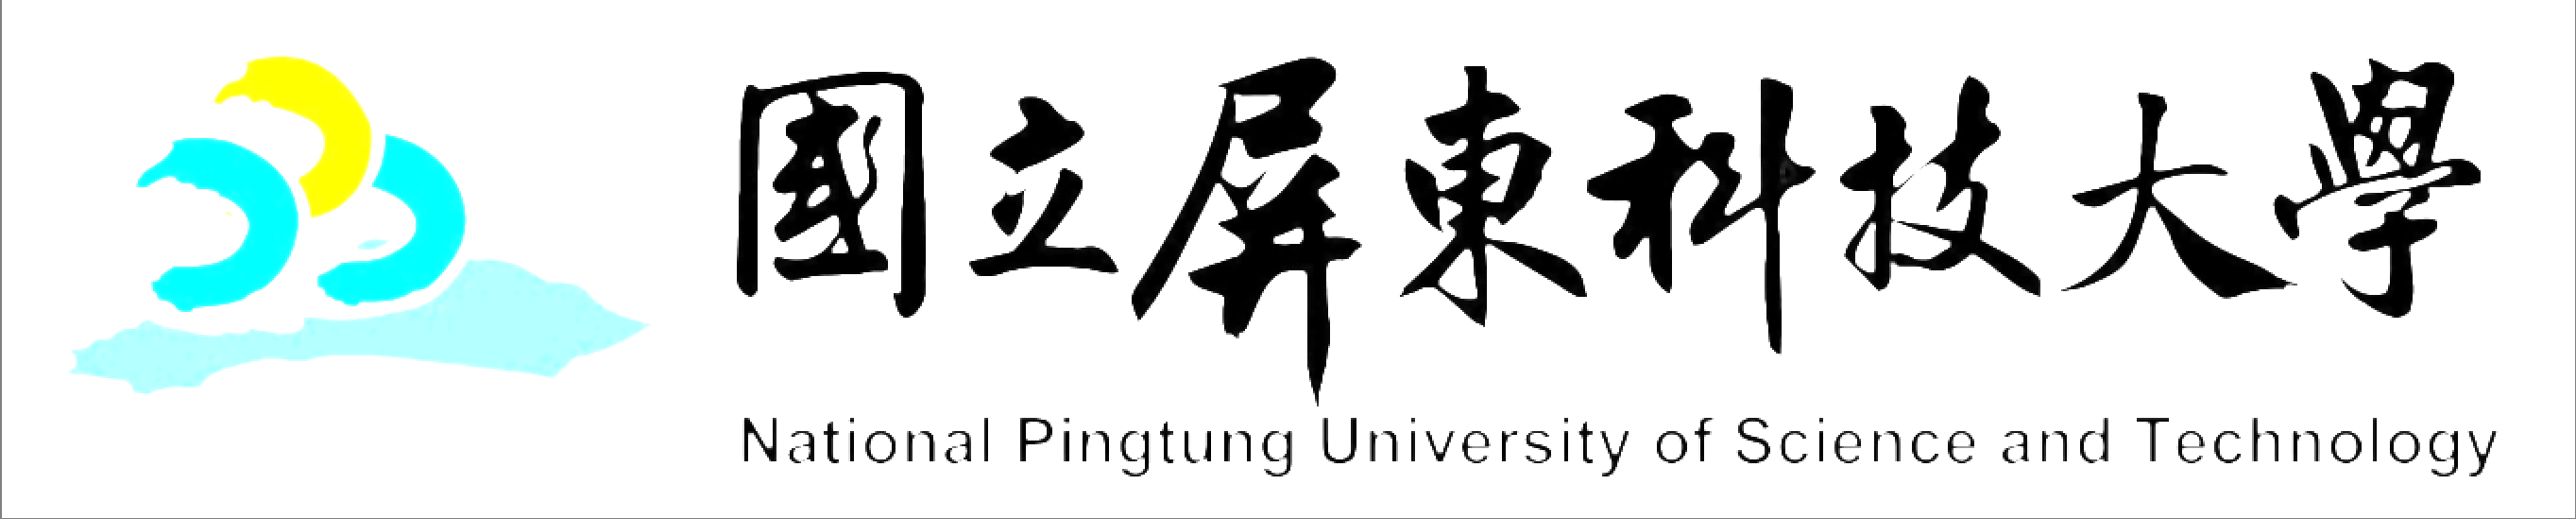 國立屏東科技大學
National Pingtung University of Science and Technology